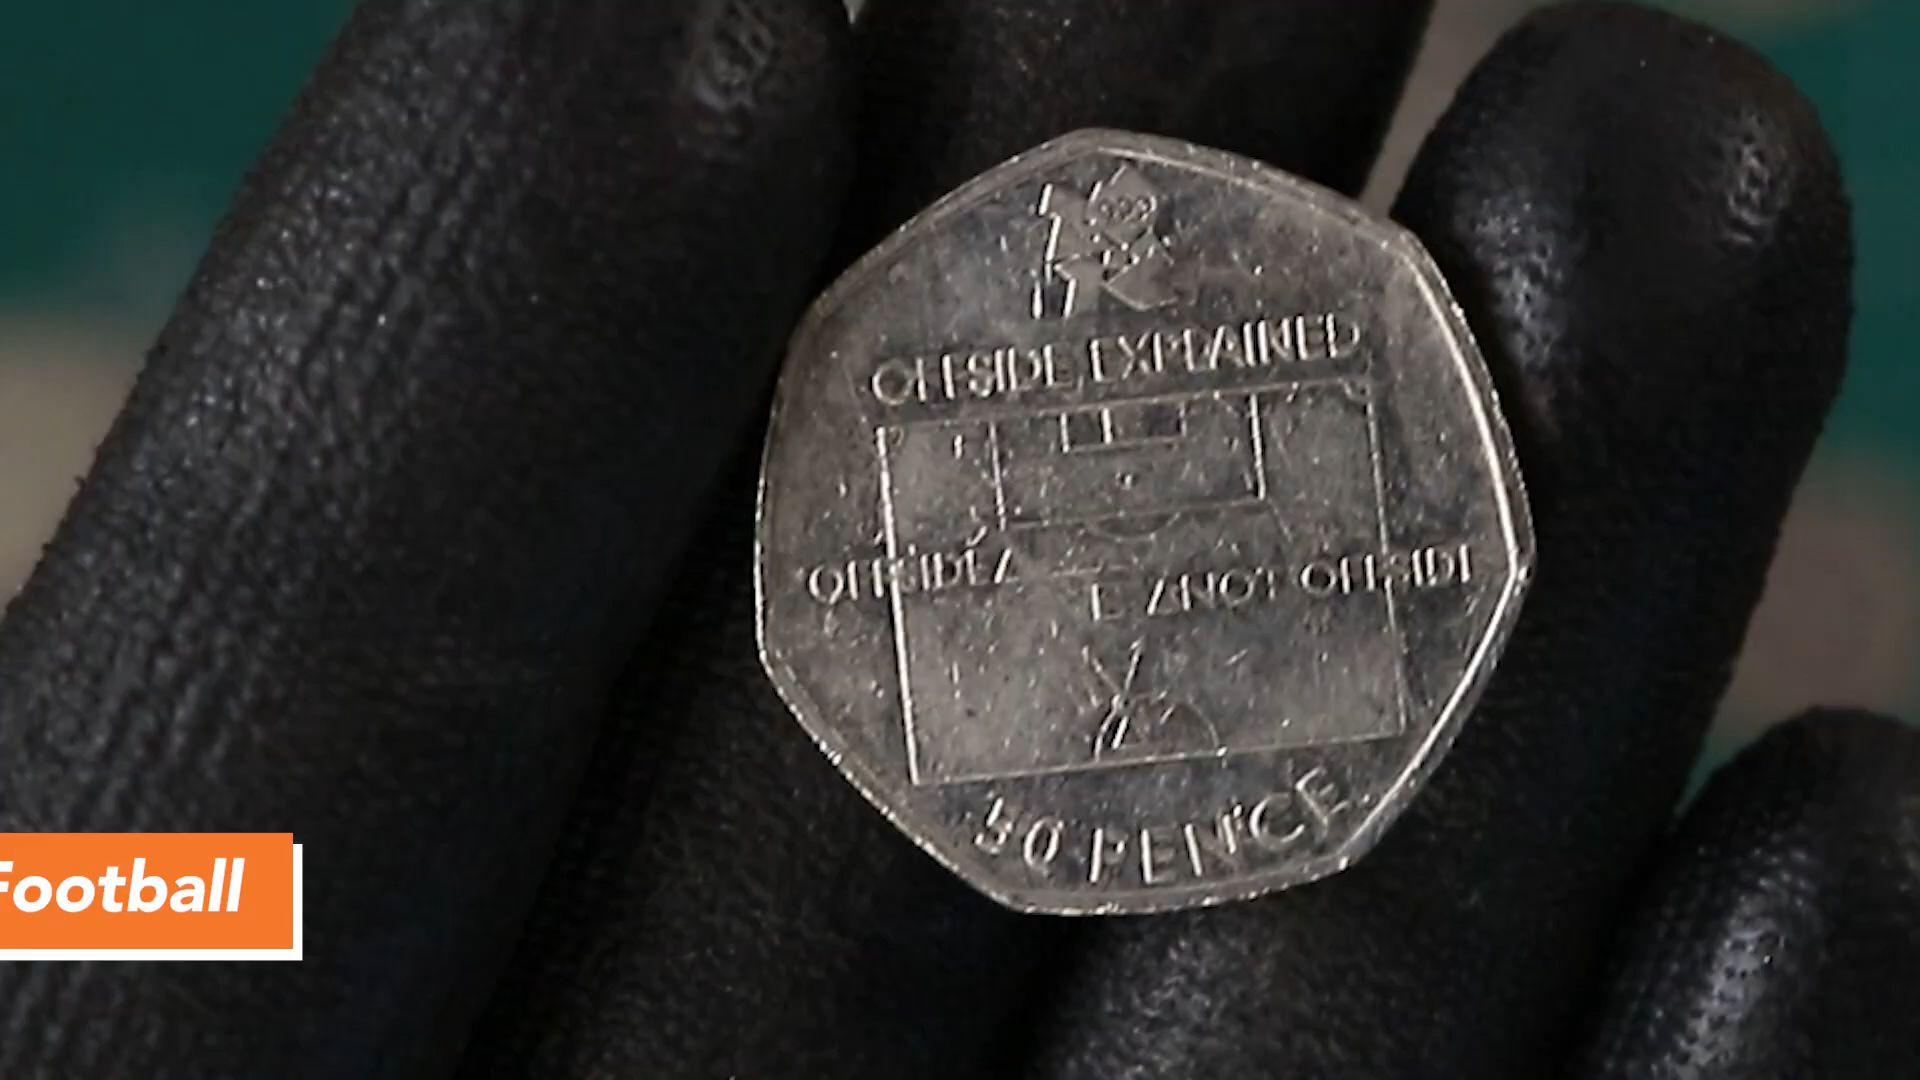 OFFSIDE EXPLAINED
OFFSIDE NOT OFFSIDE
50 PENCE
Football